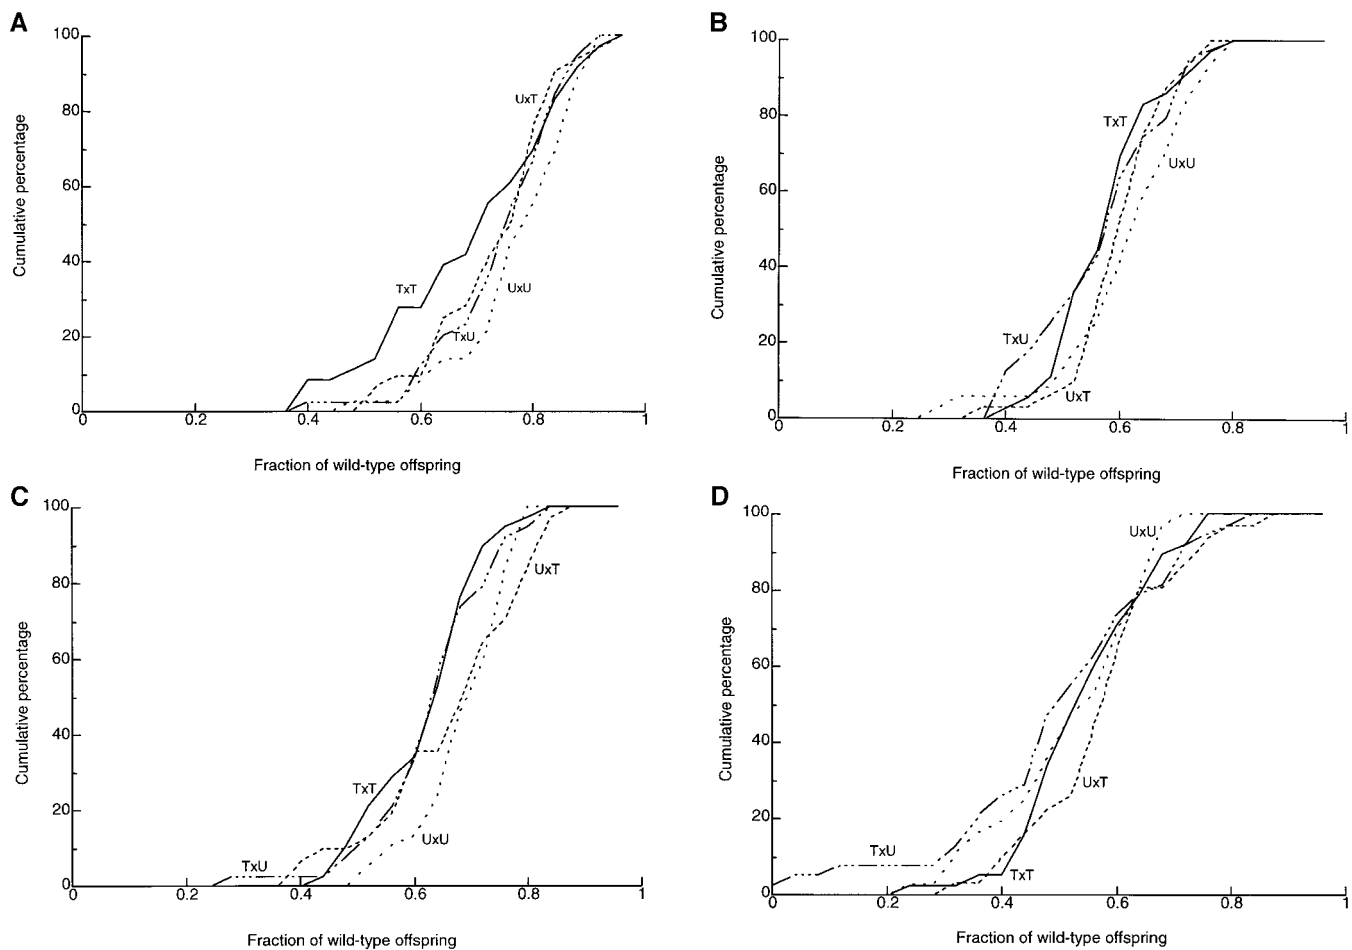 A
100
80
60
40
20
0
0
0.2
0.4
0.6
0.8
1
Cumulative percentage
Fraction of wild-type offspring
UxT
TxT
UxU
TxU
B
100
80
60
40
20
0
0
0.2
0.4
0.6
0.8
1
Cumulative percentage
Fraction of wild-type offspring
TxT
UxU
TxU
UxT
C
100
80
60
40
20
0
0
0.2
0.4
0.6
0.8
1
Cumulative percentage
Fraction of wild-type offspring
UxT
TxT
UxU
TxU
D
100
80
60
40
20
0
0
0.2
0.4
0.6
0.8
1
Cumulative percentage
Fraction of wild-type offspring
UxU
UxT
TxU
TxT